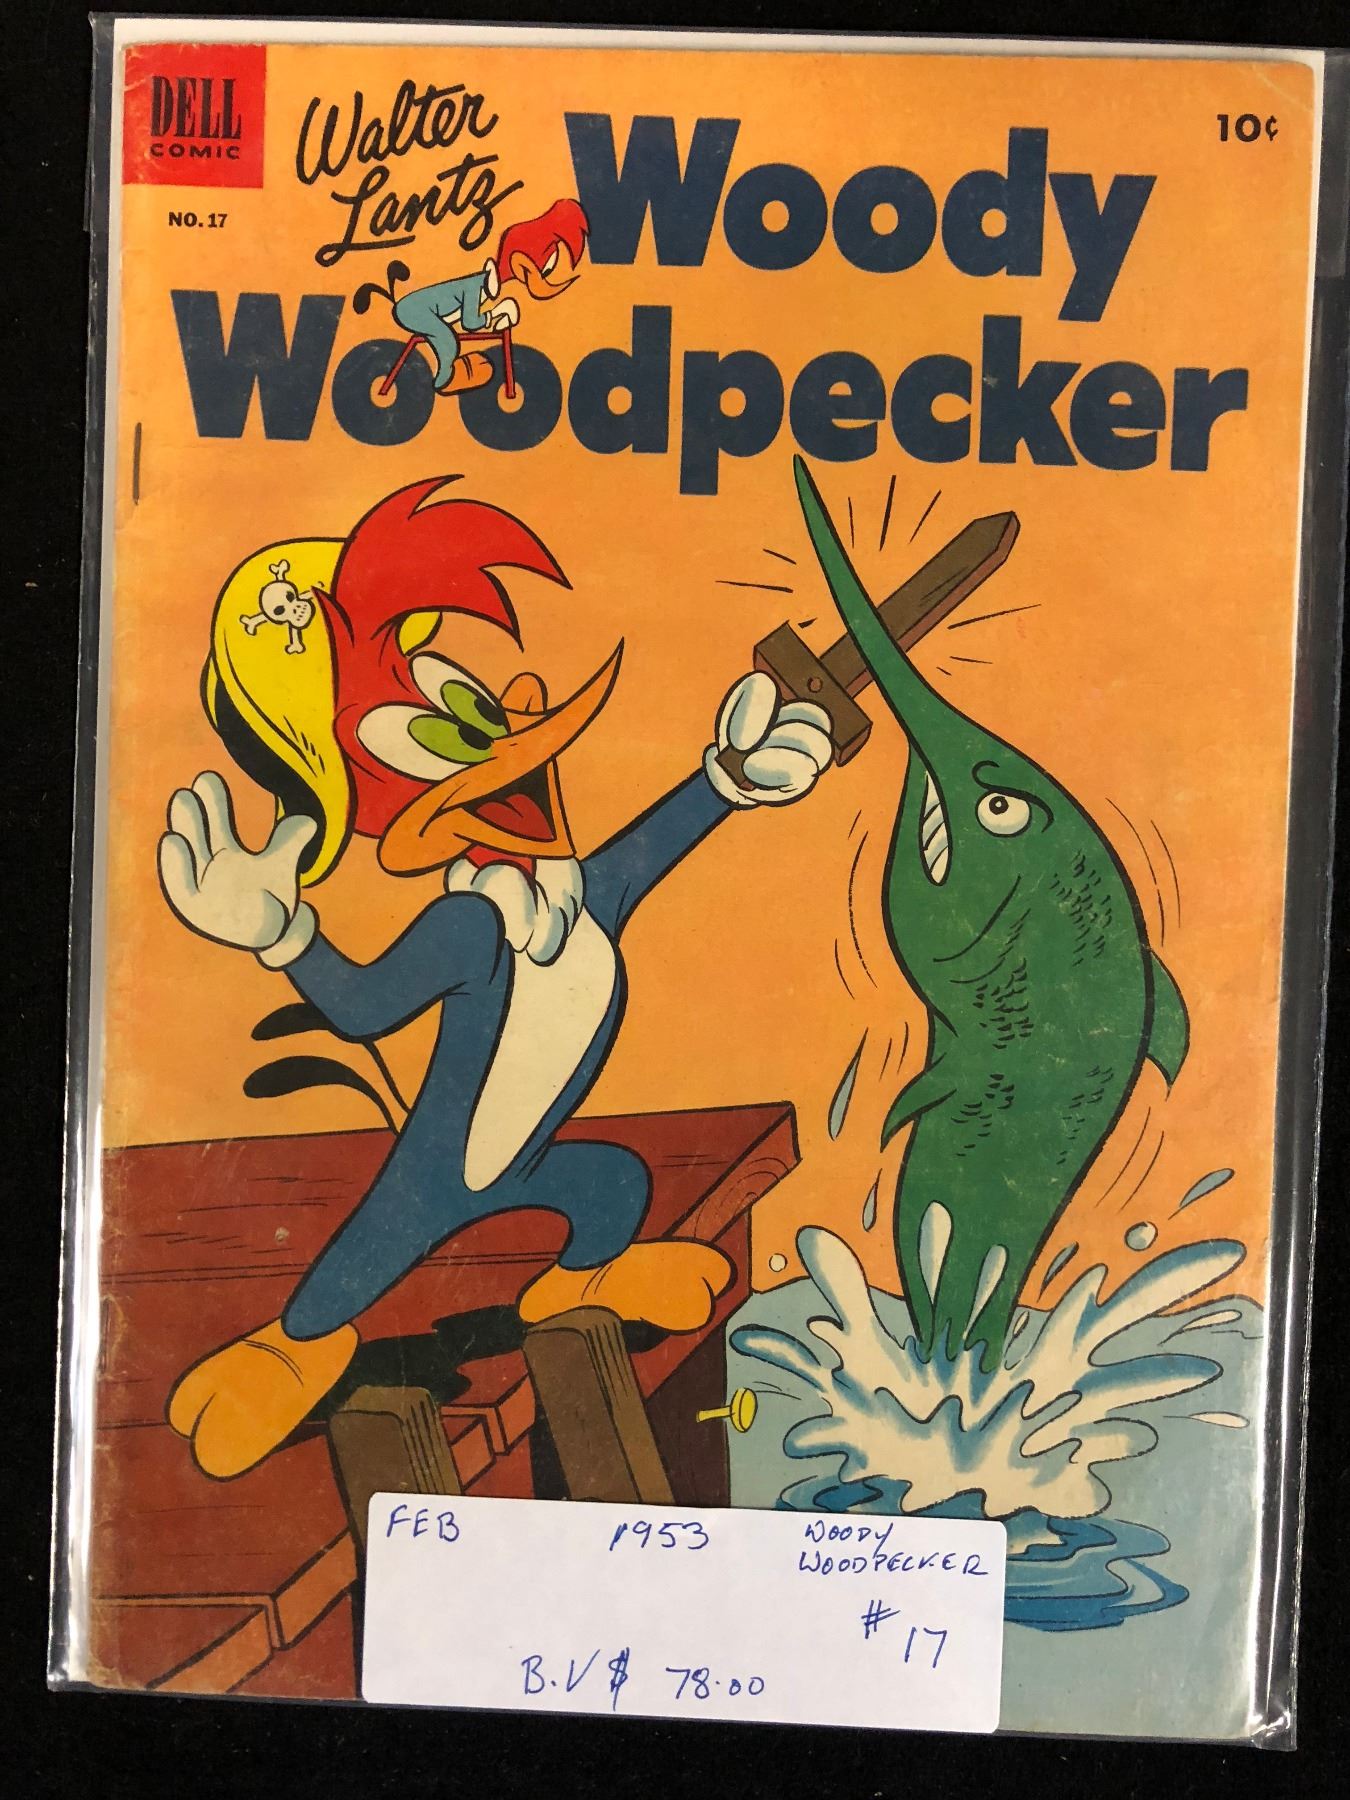 DELL
COMIC
NO. 17
Walter
Lantz
10¢
Woody
Woodpecker
FEB 1953 WOODY
WOODPECKER
# 17
B.V $ 78.00